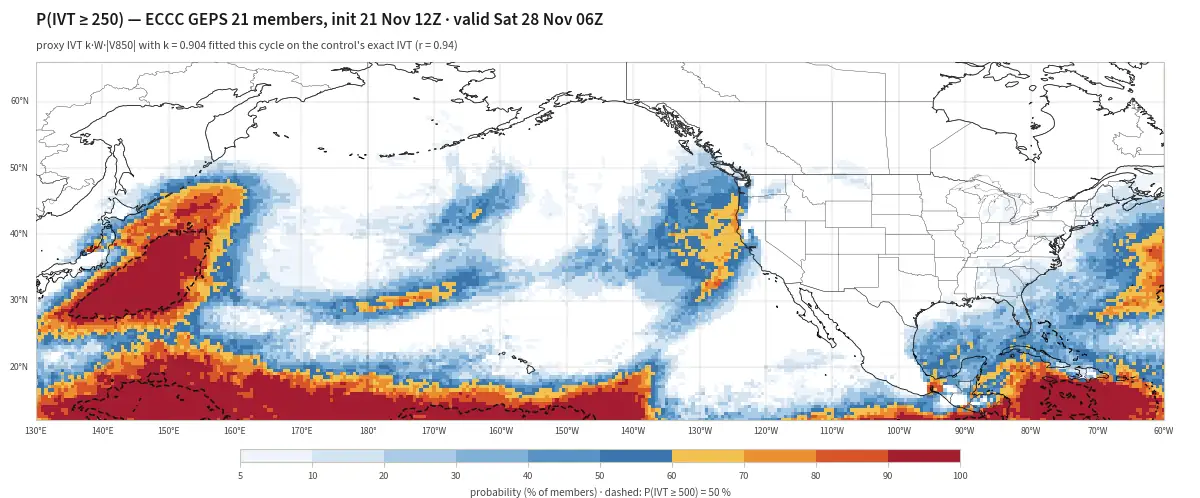 P(IVT ≥ 250) — ECCC GEPS 21 members, init 21 Nov 12Z · valid Sat 28 Nov 06Z
proxy IVT k·W·|V850| with k = 0.904 fitted this cycle on the control's exact IVT (r = 0.94)
60°N
50°N
40°N
30°N
20°N
130°E 140°E 150°E 160°E 170°E 180° 170°W 160°W 150°W 140°W 130°W 120°W 110°W 100°W 90°W 80°W 70°W 60°W
5 10 20 30 40 50 60 70 80 90 100
probability (% of members) · dashed: P(IVT ≥ 500) = 50 %